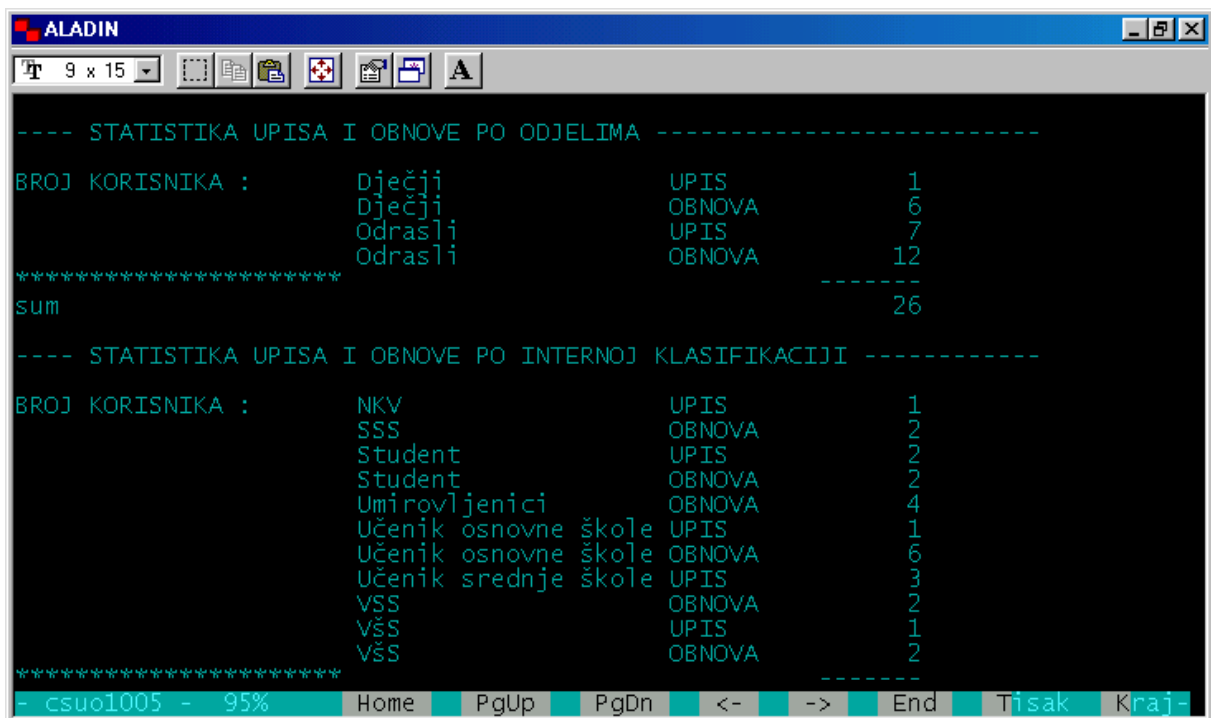 ALADIN
9 x 15
---- STATISTIKA UPISA I OBNOVE PO ODJELIMA --------------------------
BROJ KORISNIKA : Dječji UPIS 1
Dječji OBNOVA 6
Odrasli UPIS 7
Odrasli OBNOVA 12
********************** -------
sum 26
---- STATISTIKA UPISA I OBNOVE PO INTERNOJ KLASIFIKACIJI ------------
BROJ KORISNIKA : NKV UPIS 1
SSS OBNOVA 2
Student UPIS 2
Student OBNOVA 2
Umirovljenici OBNOVA 4
Učenik osnovne škole UPIS 1
Učenik osnovne škole OBNOVA 6
Učenik srednje škole UPIS 3
VSS OBNOVA 2
VšS UPIS 1
VšS OBNOVA 2
********************** -------
- csuo1005 - 95% Home PgUp PgDn <- -> End Tisak Kraj-